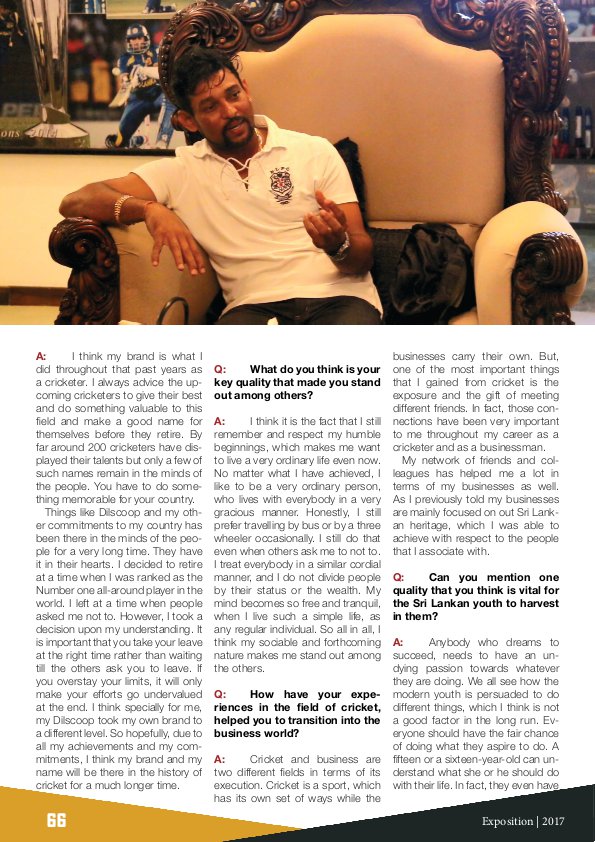 ons 2014
A: I think my brand is what I
did throughout that past years as
a cricketer. I always advice the up-
coming cricketers to give their best
and do something valuable to this
field and make a good name for
themselves before they retire. By
far around 200 cricketers have dis-
played their talents but only a few of
such names remain in the minds of
the people. You have to do some-
thing memorable for your country.
Things like Dilscoop and my oth-
er commitments to my country has
been there in the minds of the peo-
ple for a very long time. They have
it in their hearts. I decided to retire
at a time when I was ranked as the
Number one all-around player in the
world. I left at a time when people
asked me not to. However, I took a
decision upon my understanding. It
is important that you take your leave
at the right time rather than waiting
till the others ask you to leave. If
you overstay your limits, it will only
make your efforts go undervalued
at the end. I think specially for me,
my Dilscoop took my own brand to
a different level. So hopefully, due to
all my achievements and my com-
mitments, I think my brand and my
name will be there in the history of
cricket for a much longer time.
Q: What do you think is your
key quality that made you stand
out among others?
A: I think it is the fact that I still
remember and respect my humble
beginnings, which makes me want
to live a very ordinary life even now.
No matter what I have achieved, I
like to be a very ordinary person,
who lives with everybody in a very
gracious manner. Honestly, I still
prefer travelling by bus or by a three
wheeler occasionally. I still do that
even when others ask me to not to.
I treat everybody in a similar cordial
manner, and I do not divide people
by their status or the wealth. My
mind becomes so free and tranquil,
when I live such a simple life, as
any regular individual. So all in all, I
think my sociable and forthcoming
nature makes me stand out among
the others.
Q: How have your expe-
riences in the field of cricket,
helped you to transition into the
business world?
A: Cricket and business are
two different fields in terms of its
execution. Cricket is a sport, which
has its own set of ways while the
businesses carry their own. But,
one of the most important things
that I gained from cricket is the
exposure and the gift of meeting
different friends. In fact, those con-
nections have been very important
to me throughout my career as a
cricketer and as a businessman.
My network of friends and col-
leagues has helped me a lot in
terms of my businesses as well.
As I previously told my businesses
are mainly focused on out Sri Lank-
an heritage, which I was able to
achieve with respect to the people
that I associate with.
Q: Can you mention one
quality that you think is vital for
the Sri Lankan youth to harvest
in them?
A: Anybody who dreams to
succeed, needs to have an un-
dying passion towards whatever
they are doing. We all see how the
modern youth is persuaded to do
different things, which I think is not
a good factor in the long run. Ev-
eryone should have the fair chance
of doing what they aspire to do. A
fifteen or a sixteen-year-old can un-
derstand what she or he should do
with their life. In fact, they even have
66
Exposition | 2017